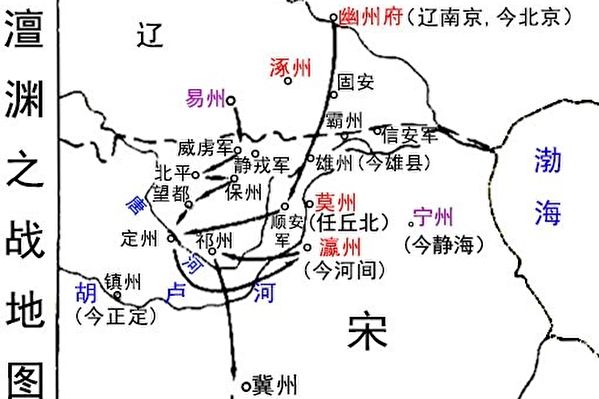 澶渊之战地图
辽
幽州府(辽南京,今北京)
涿州
固安
易州
霸州
信安军
威虏军
静戎军
雄州(今雄县)
北平
保州
望都
唐
河
顺安军
莫州
(任丘北)
宁州
(今静海)
渤海
定州
祁州
瀛州
(今河间)
镇州
(今正定)
胡卢河
宋
冀州